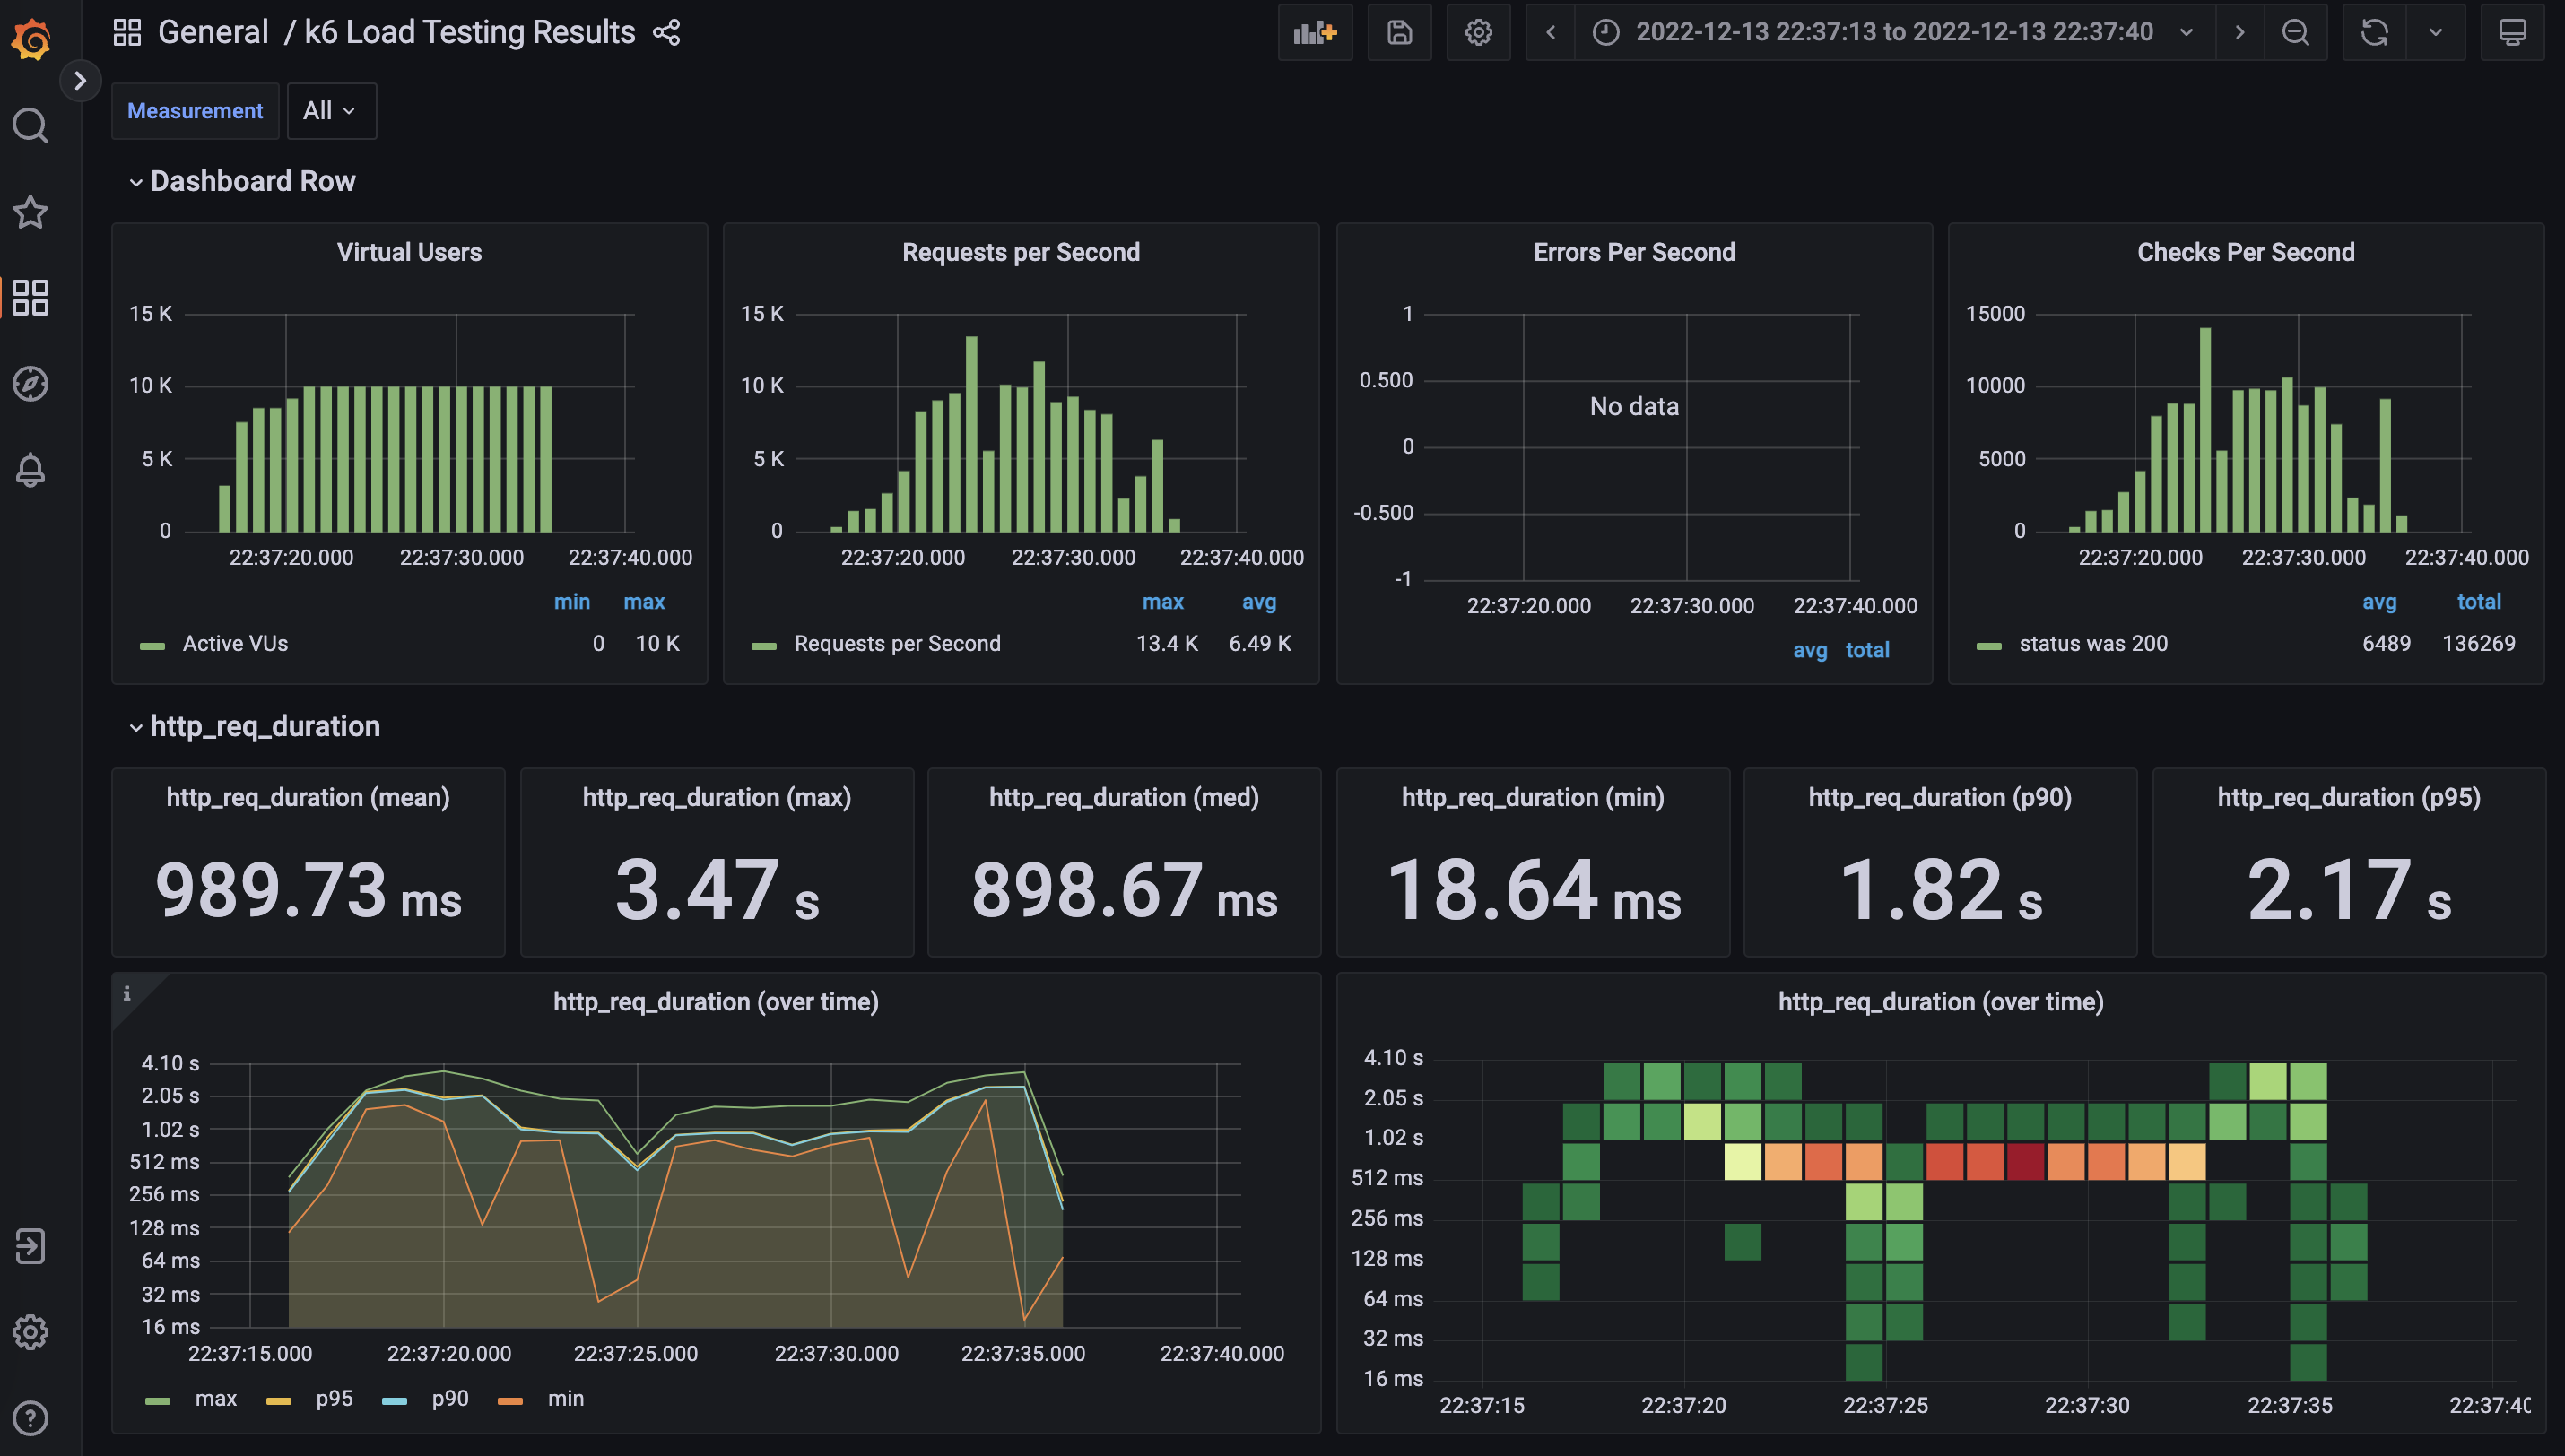 General / k6 Load Testing Results
2022-12-13 22:37:13 to 2022-12-13 22:37:40
Measurement
All
Dashboard Row
Virtual Users
15 K
10 K
5 K
0
22:37:20.000 22:37:30.000 22:37:40.000
min max
Active VUs 0 10 K
Requests per Second
15 K
10 K
5 K
0
22:37:20.000 22:37:30.000 22:37:40.000
max avg
Requests per Second 13.4 K 6.49 K
Errors Per Second
1
0.500
No data
0
-0.500
-1
22:37:20.000 22:37:30.000 22:37:40.000
avg total
Checks Per Second
15000
10000
5000
0
22:37:20.000 22:37:30.000 22:37:40.000
avg total
status was 200 6489 136269
http_req_duration
http_req_duration (mean)
989.73 ms
http_req_duration (max)
3.47 s
http_req_duration (med)
898.67 ms
http_req_duration (min)
18.64 ms
http_req_duration (p90)
1.82 s
http_req_duration (p95)
2.17 s
i
http_req_duration (over time)
4.10 s
2.05 s
1.02 s
512 ms
256 ms
128 ms
64 ms
32 ms
16 ms
22:37:15.000 22:37:20.000 22:37:25.000 22:37:30.000 22:37:35.000 22:37:40.000
max p95 p90 min
http_req_duration (over time)
4.10 s
2.05 s
1.02 s
512 ms
256 ms
128 ms
64 ms
32 ms
16 ms
22:37:15 22:37:20 22:37:25 22:37:30 22:37:35 22:37:40